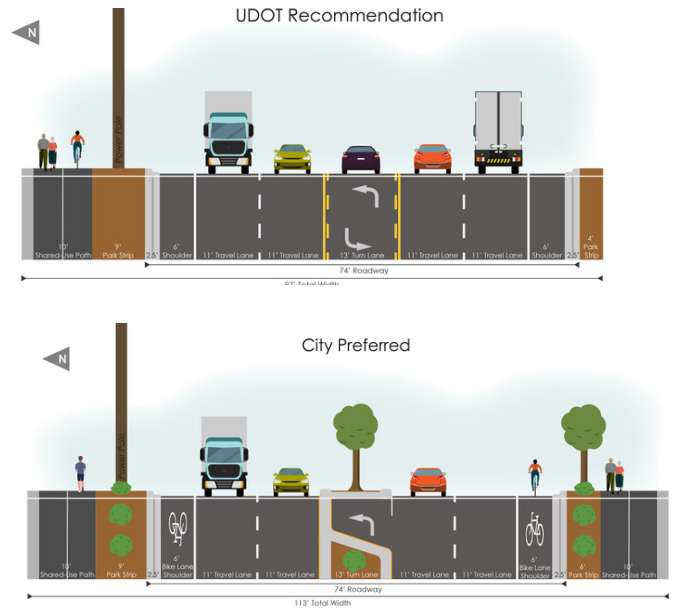 UDOT Recommendation
N
Power Pole
10' 9' 6' 6' 4'
Park
Shared-Use Path Park Strip 2.5' Shoulder 11' Travel Lane 11' Travel Lane 13' Turn Lane 11' Travel Lane 11' Travel Lane Shoulder 2.5' Strip
74' Roadway
97' Total Width
City Preferred
N
Power Pole
6' 6'
10' 9' Bike Lane Bike Lane 6' 10'
Shared-Use Path Park Strip 2.5' Shoulder 11' Travel Lane 11' Travel Lane 13' Turn Lane 11' Travel Lane 11' Travel Lane Shoulder 2.5' Park Strip Shared-Use Path
74' Roadway
113' Total Width